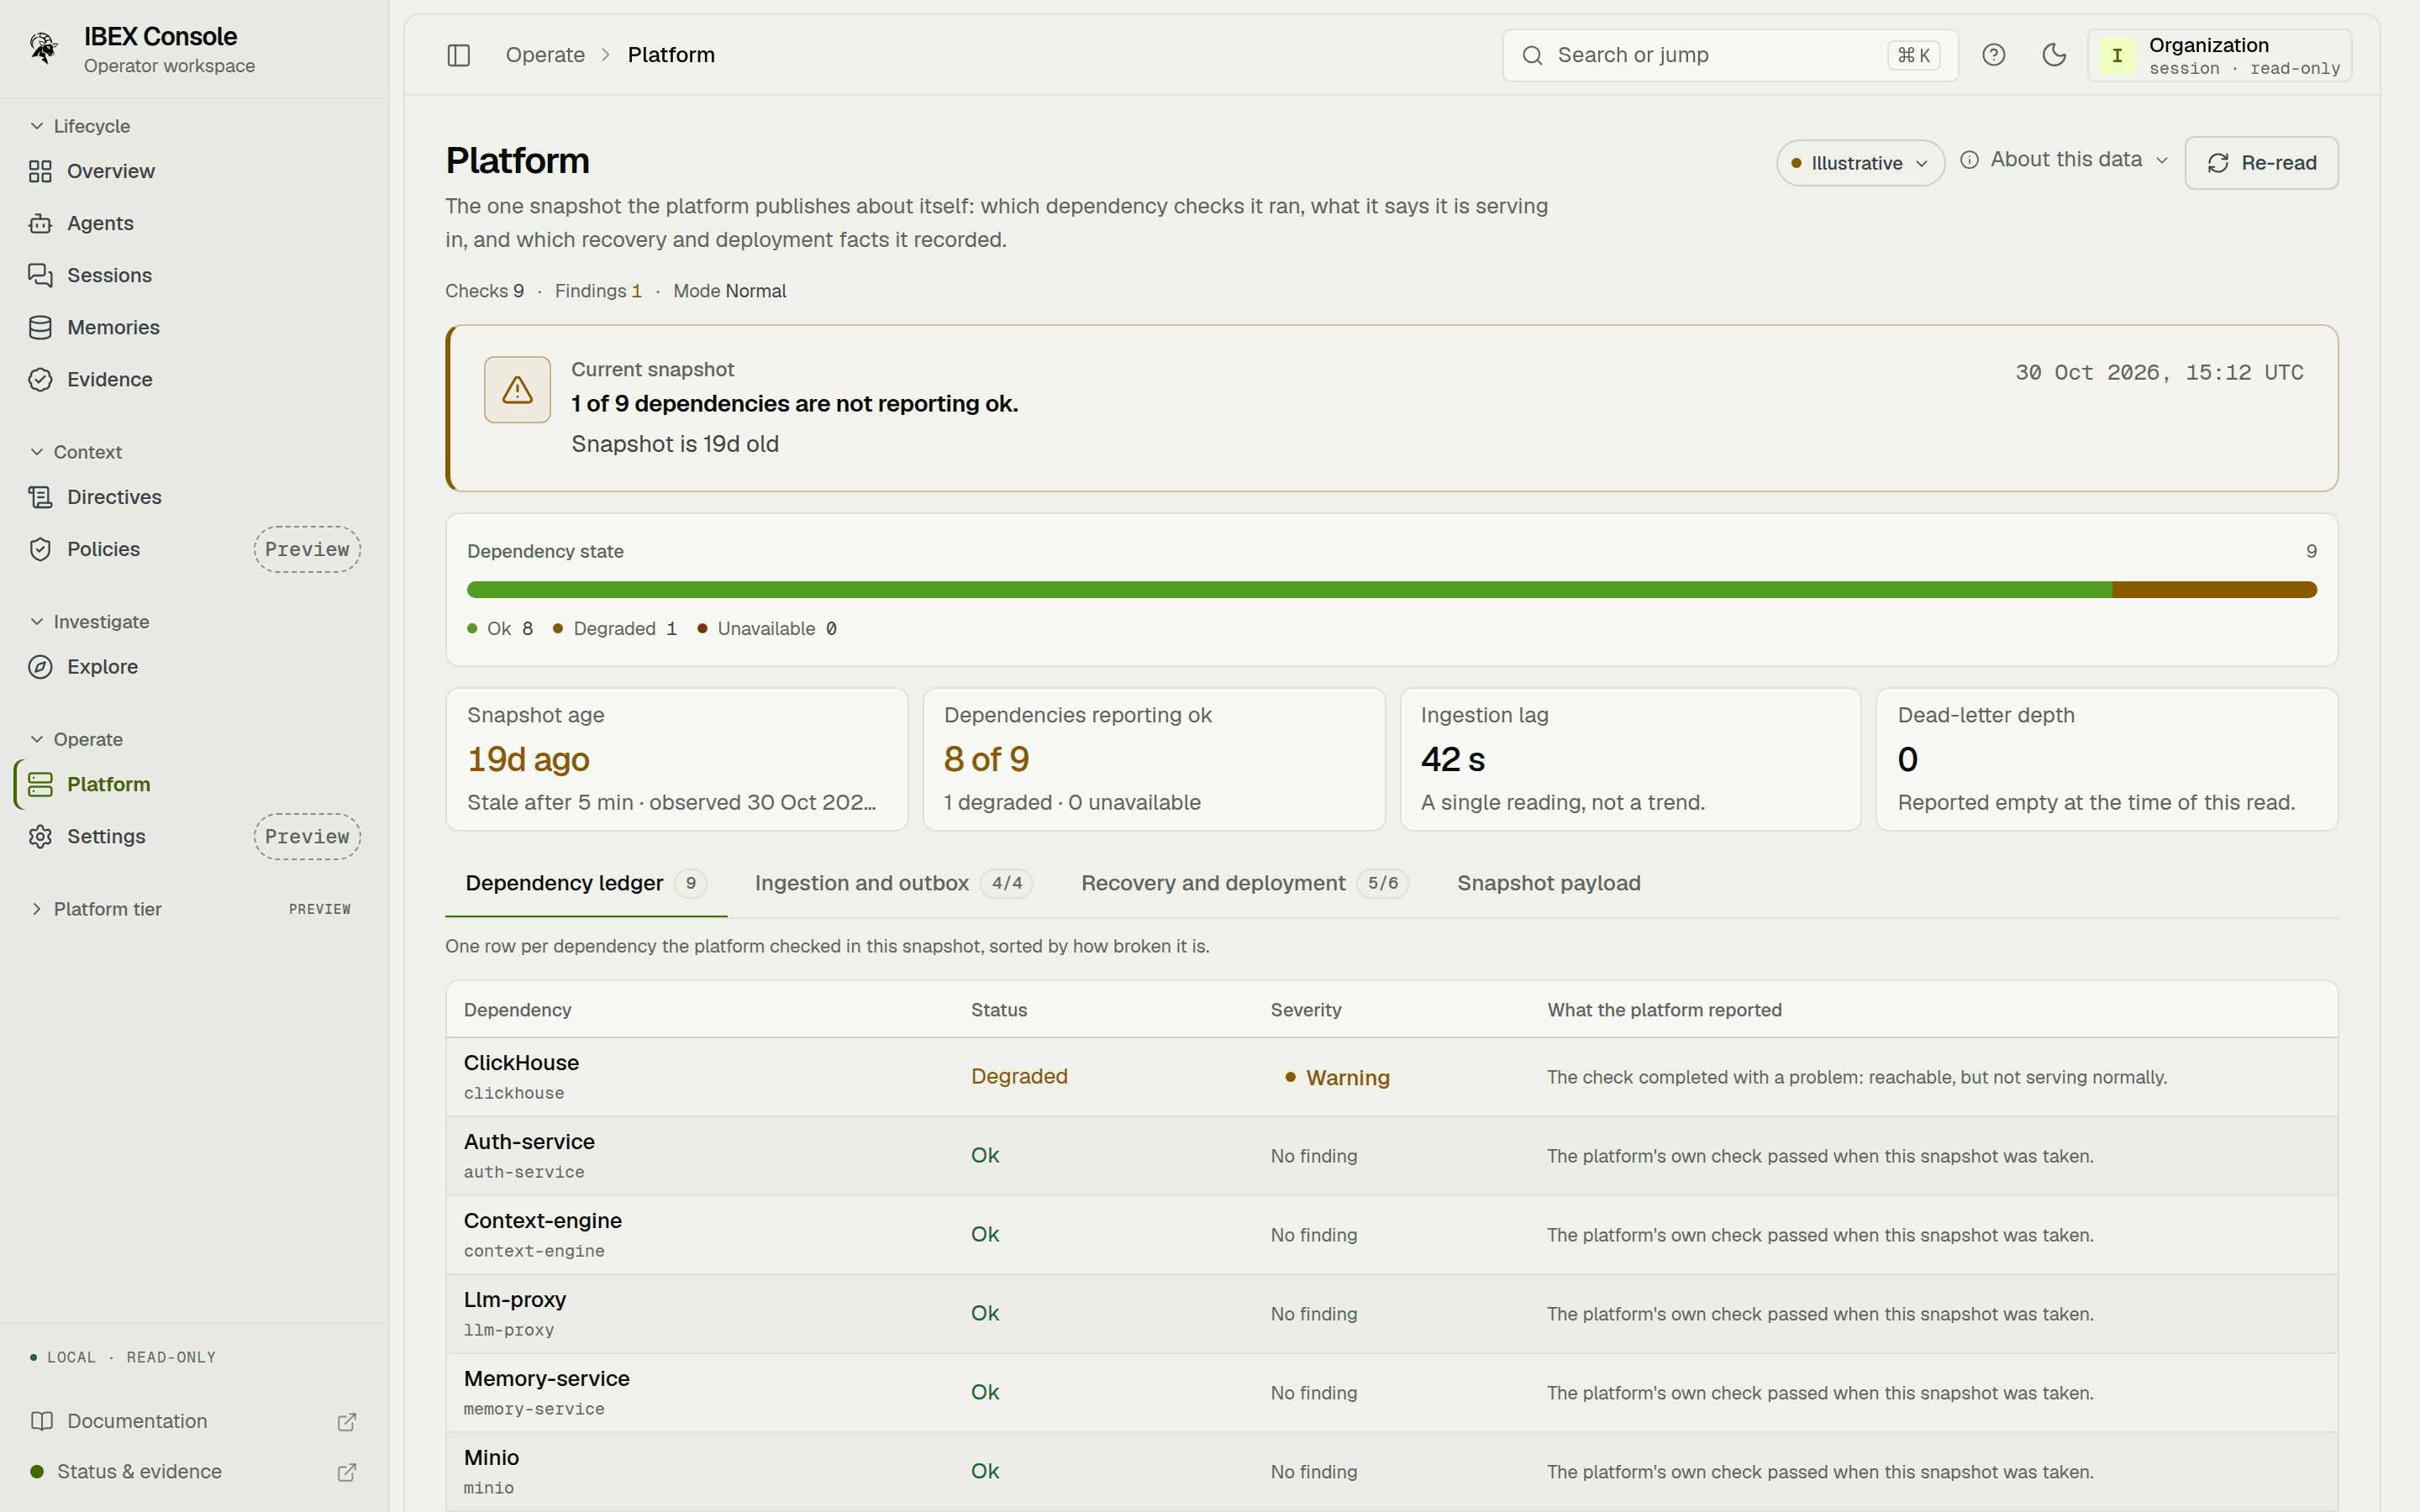 IBEX Console
Operator workspace
Lifecycle
Overview
Agents
Sessions
Memories
Evidence
Context
Directives
Policies Preview
Investigate
Explore
Operate
Platform
Settings Preview
Platform tier PREVIEW
LOCAL · READ-ONLY
Documentation
Status & evidence
Operate > Platform
Search or jump ⌘K
I
Organization
session · read-only
Platform
Illustrative
About this data
Re-read
The one snapshot the platform publishes about itself: which dependency checks it ran, what it says it is serving
in, and which recovery and deployment facts it recorded.
Checks 9 · Findings 1 · Mode Normal
Current snapshot
30 Oct 2026, 15:12 UTC
1 of 9 dependencies are not reporting ok.
Snapshot is 19d old
Dependency state 9
Ok 8 Degraded 1 Unavailable 0
Snapshot age
19d ago
Stale after 5 min · observed 30 Oct 202...
Dependencies reporting ok
8 of 9
1 degraded · 0 unavailable
Ingestion lag
42 s
A single reading, not a trend.
Dead-letter depth
0
Reported empty at the time of this read.
Dependency ledger 9 Ingestion and outbox 4/4 Recovery and deployment 5/6 Snapshot payload
One row per dependency the platform checked in this snapshot, sorted by how broken it is.
Dependency Status Severity What the platform reported
ClickHouse
clickhouse
Degraded Warning The check completed with a problem: reachable, but not serving normally.
Auth-service
auth-service
Ok No finding The platform's own check passed when this snapshot was taken.
Context-engine
context-engine
Ok No finding The platform's own check passed when this snapshot was taken.
Llm-proxy
llm-proxy
Ok No finding The platform's own check passed when this snapshot was taken.
Memory-service
memory-service
Ok No finding The platform's own check passed when this snapshot was taken.
Minio
minio
Ok No finding The platform's own check passed when this snapshot was taken.